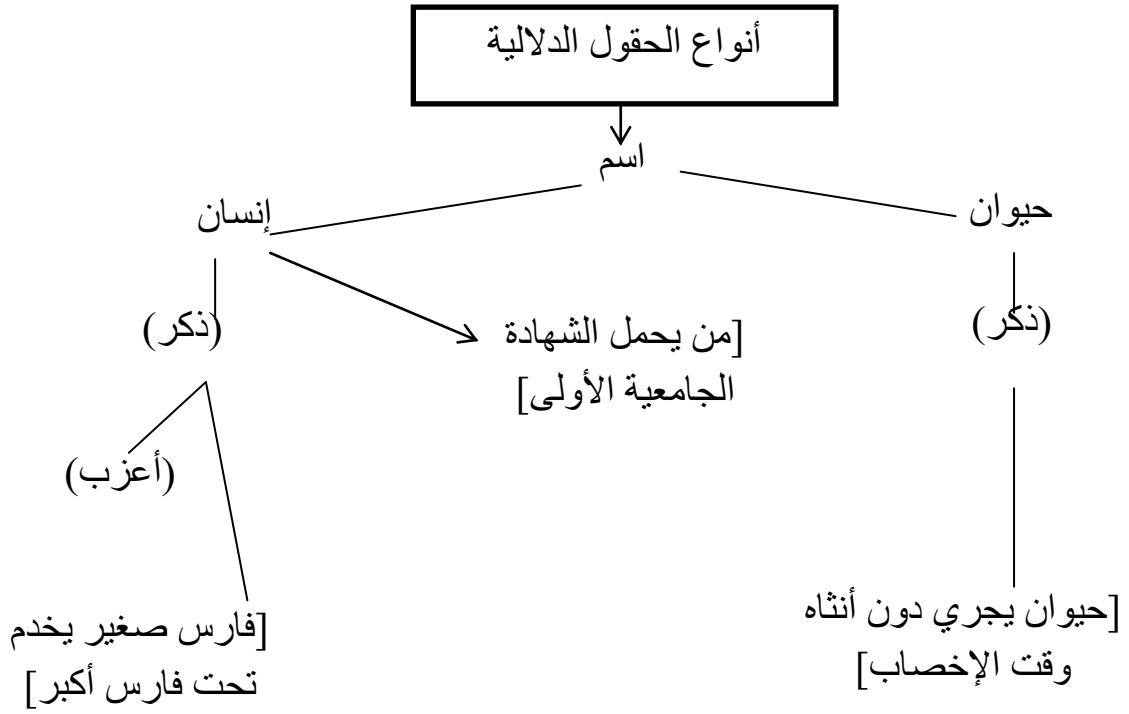 أنواع الحقول الدلالية
اسم
حيوان
إنسان
(ذكر)
(ذكر)
[من يحمل الشهادة
الجامعية الأولى]
(أعزب)
[حيوان يجري دون أنثاه
وقت الإخصاب]
[فارس صغير يخدم
تحت فارس أكبر]